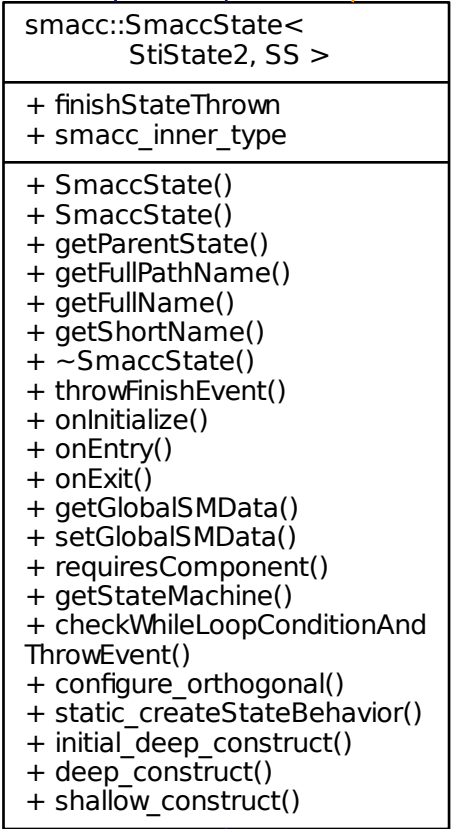 smacc::SmaccState<
StiState2, SS >
+ finishStateThrown
+ smacc_inner_type
+ SmaccState()
+ SmaccState()
+ getParentState()
+ getFullPathName()
+ getFullName()
+ getShortName()
+ ~SmaccState()
+ throwFinishEvent()
+ onInitialize()
+ onEntry()
+ onExit()
+ getGlobalSMData()
+ setGlobalSMData()
+ requiresComponent()
+ getStateMachine()
+ checkWhileLoopConditionAnd
ThrowEvent()
+ configure_orthogonal()
+ static_createStateBehavior()
+ initial_deep_construct()
+ deep_construct()
+ shallow_construct()